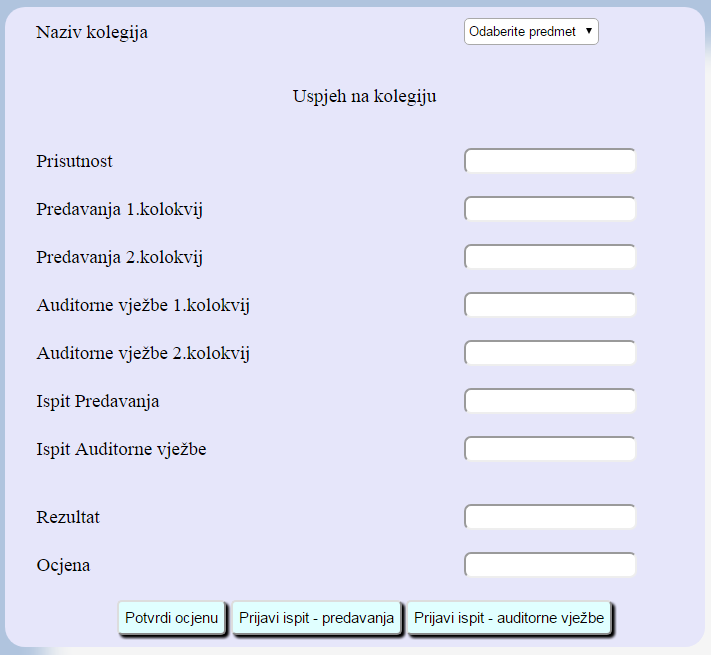 Naziv kolegija Odaberite predmet
Uspjeh na kolegiju
Prisutnost
Predavanja 1.kolokvij
Predavanja 2.kolokvij
Auditorne vježbe 1.kolokvij
Auditorne vježbe 2.kolokvij
Ispit Predavanja
Ispit Auditorne vježbe
Rezultat
Ocjena
Potvrdi ocjenu Prijavi ispit - predavanja Prijavi ispit - auditorne vježbe